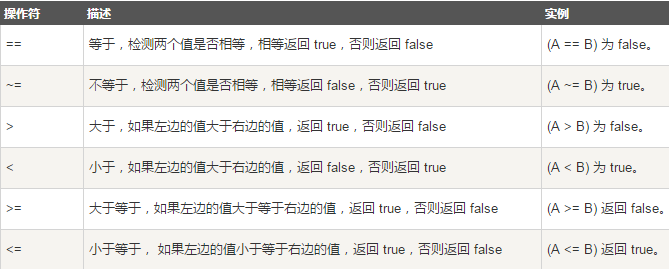 操作符 描述 实例
== 等于，检测两个值是否相等，相等返回 true，否则返回 false (A == B) 为 false。
~= 不等于，检测两个值是否相等，相等返回 false，否则返回 true (A ~= B) 为 true。
> 大于，如果左边的值大于右边的值，返回 true，否则返回 false (A > B) 为 false。
< 小于，如果左边的值大于右边的值，返回 false，否则返回 true (A < B) 为 true。
>= 大于等于，如果左边的值大于等于右边的值，返回 true，否则返回 false (A >= B) 返回 false。
<= 小于等于， 如果左边的值小于等于右边的值，返回 true，否则返回 false (A <= B) 返回 true。